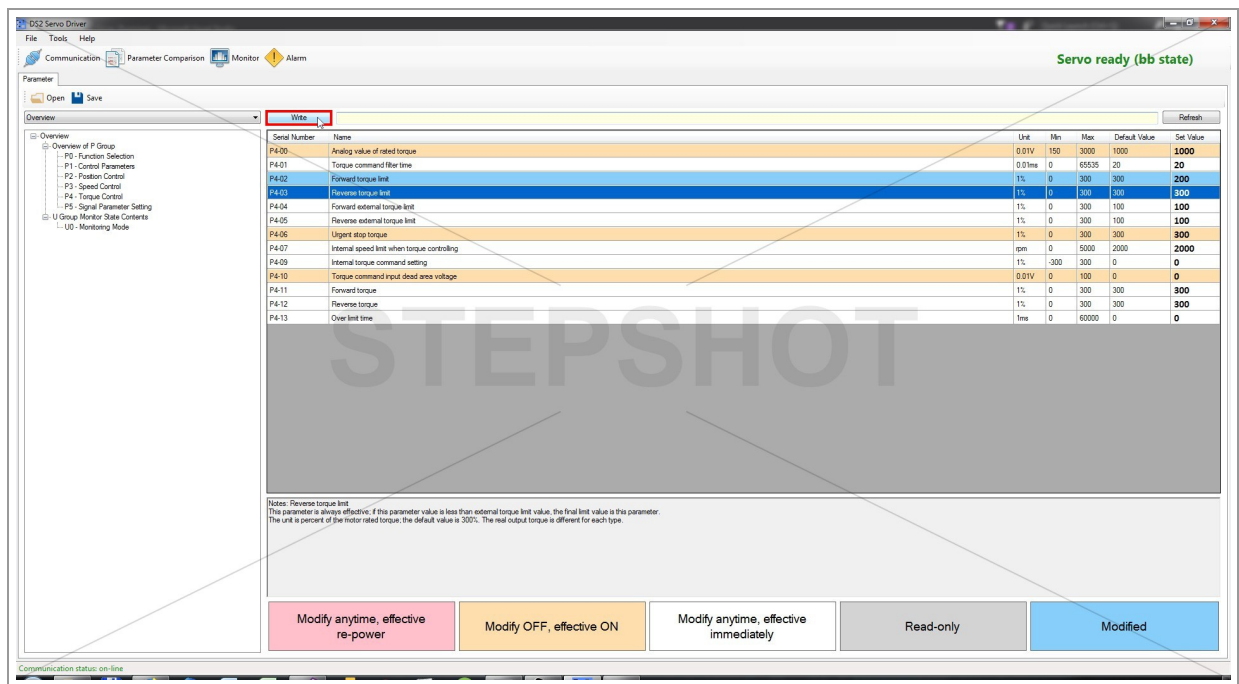 DS2 Servo Driver
File Tools Help
Communication Parameter Comparison Monitor Alarm Servo ready (bb state)
Parameter
Open Save
Overview Write Refresh
Overview
Overview of P Group
P0 - Function Selection
P1 - Control Parameters
P2 - Position Control
P3 - Speed Control
P4 - Torque Control
P5 - Signal Parameter Setting
U Group Monitor State Contents
U0 - Monitoring Mode
Serial Number Name Unit Min Max Default Value Set Value
P4-00 Analog value of rated torque 0.01V 150 3000 1000 1000
P4-01 Torque command filter time 0.01ms 0 65535 20 20
P4-02 Forward torque limit 1% 0 300 300 200
P4-03 Reverse torque limit 1% 0 300 300 300
P4-04 Forward external torque limit 1% 0 300 100 100
P4-05 Reverse external torque limit 1% 0 300 100 100
P4-06 Urgent stop torque 1% 0 300 300 300
P4-07 Internal speed limit when torque controlling rpm 0 5000 2000 2000
P4-09 Internal torque command setting 1% -300 300 0 0
P4-10 Torque command input dead area voltage 0.01V 0 100 0 0
P4-11 Forward torque 1% 0 300 300 300
P4-12 Reverse torque 1% 0 300 300 300
P4-13 Over limit time 1ms 0 60000 0 0
STEPSHOT
Notes: Reverse torque limit
This parameter is always effective; if this parameter value is less than external torque limit value, the final limit value is this parameter.
The unit is percent of the motor rated torque; the default value is 300%. The real output torque is different for each type.
Modify anytime, effective
re-power
Modify OFF, effective ON
Modify anytime, effective
immediately
Read-only
Modified
Communication status: on-line